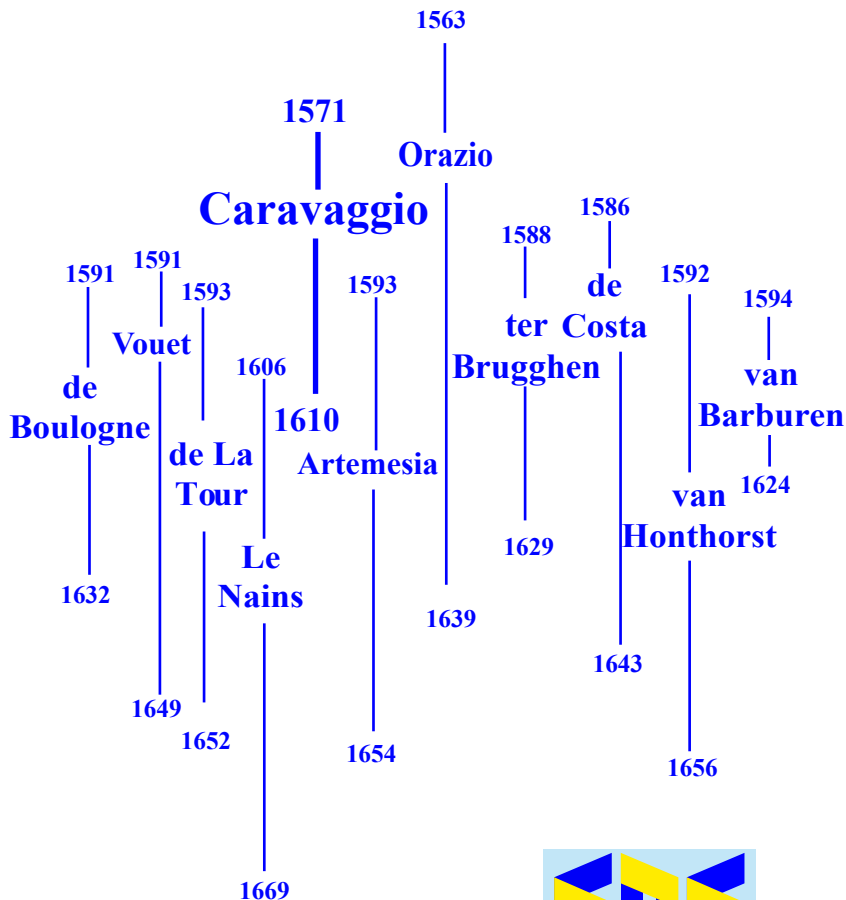 1563
1571
Orazio
Caravaggio
1586
1588
1591
1591
1592
1593
1593
1594
de
Costa
ter
Brugghen
Vouet
1606
van
Barburen
de
Boulogne
1610
de La
Tour
Artemesia
1624
van
Honthorst
Le
Nains
1629
1632
1639
1643
1649
1652
1654
1656
1669